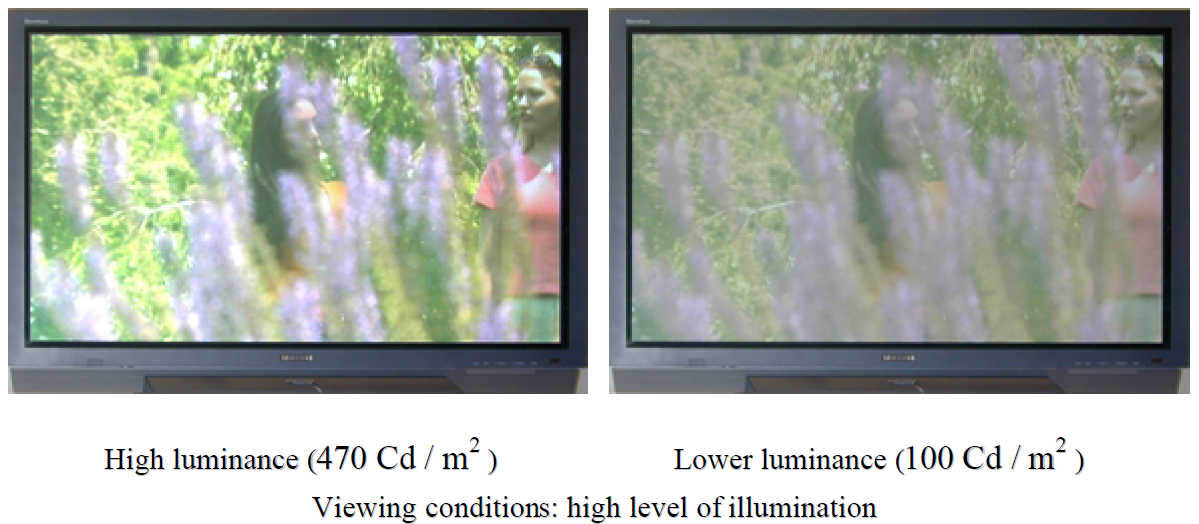 High luminance (470 Cd / m² )
Lower luminance (100 Cd / m² )
Viewing conditions: high level of illumination